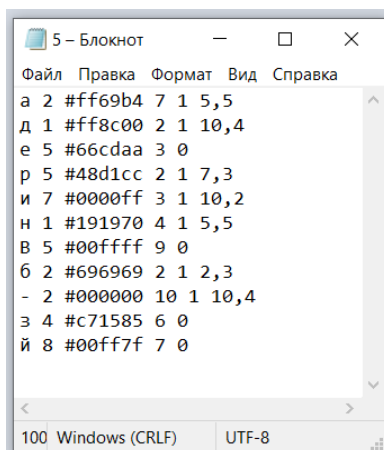 5 – Блокнот
Файл Правка Формат Вид Справка
а 2 #ff69b4 7 1 5,5
д 1 #ff8c00 2 1 10,4
е 5 #66cdaa 3 0
р 5 #48d1cc 2 1 7,3
и 7 #0000ff 3 1 10,2
н 1 #191970 4 1 5,5
В 5 #00ffff 9 0
б 2 #696969 2 1 2,3
- 2 #000000 10 1 10,4
з 4 #c71585 6 0
й 8 #00ff7f 7 0
100 Windows (CRLF) UTF-8